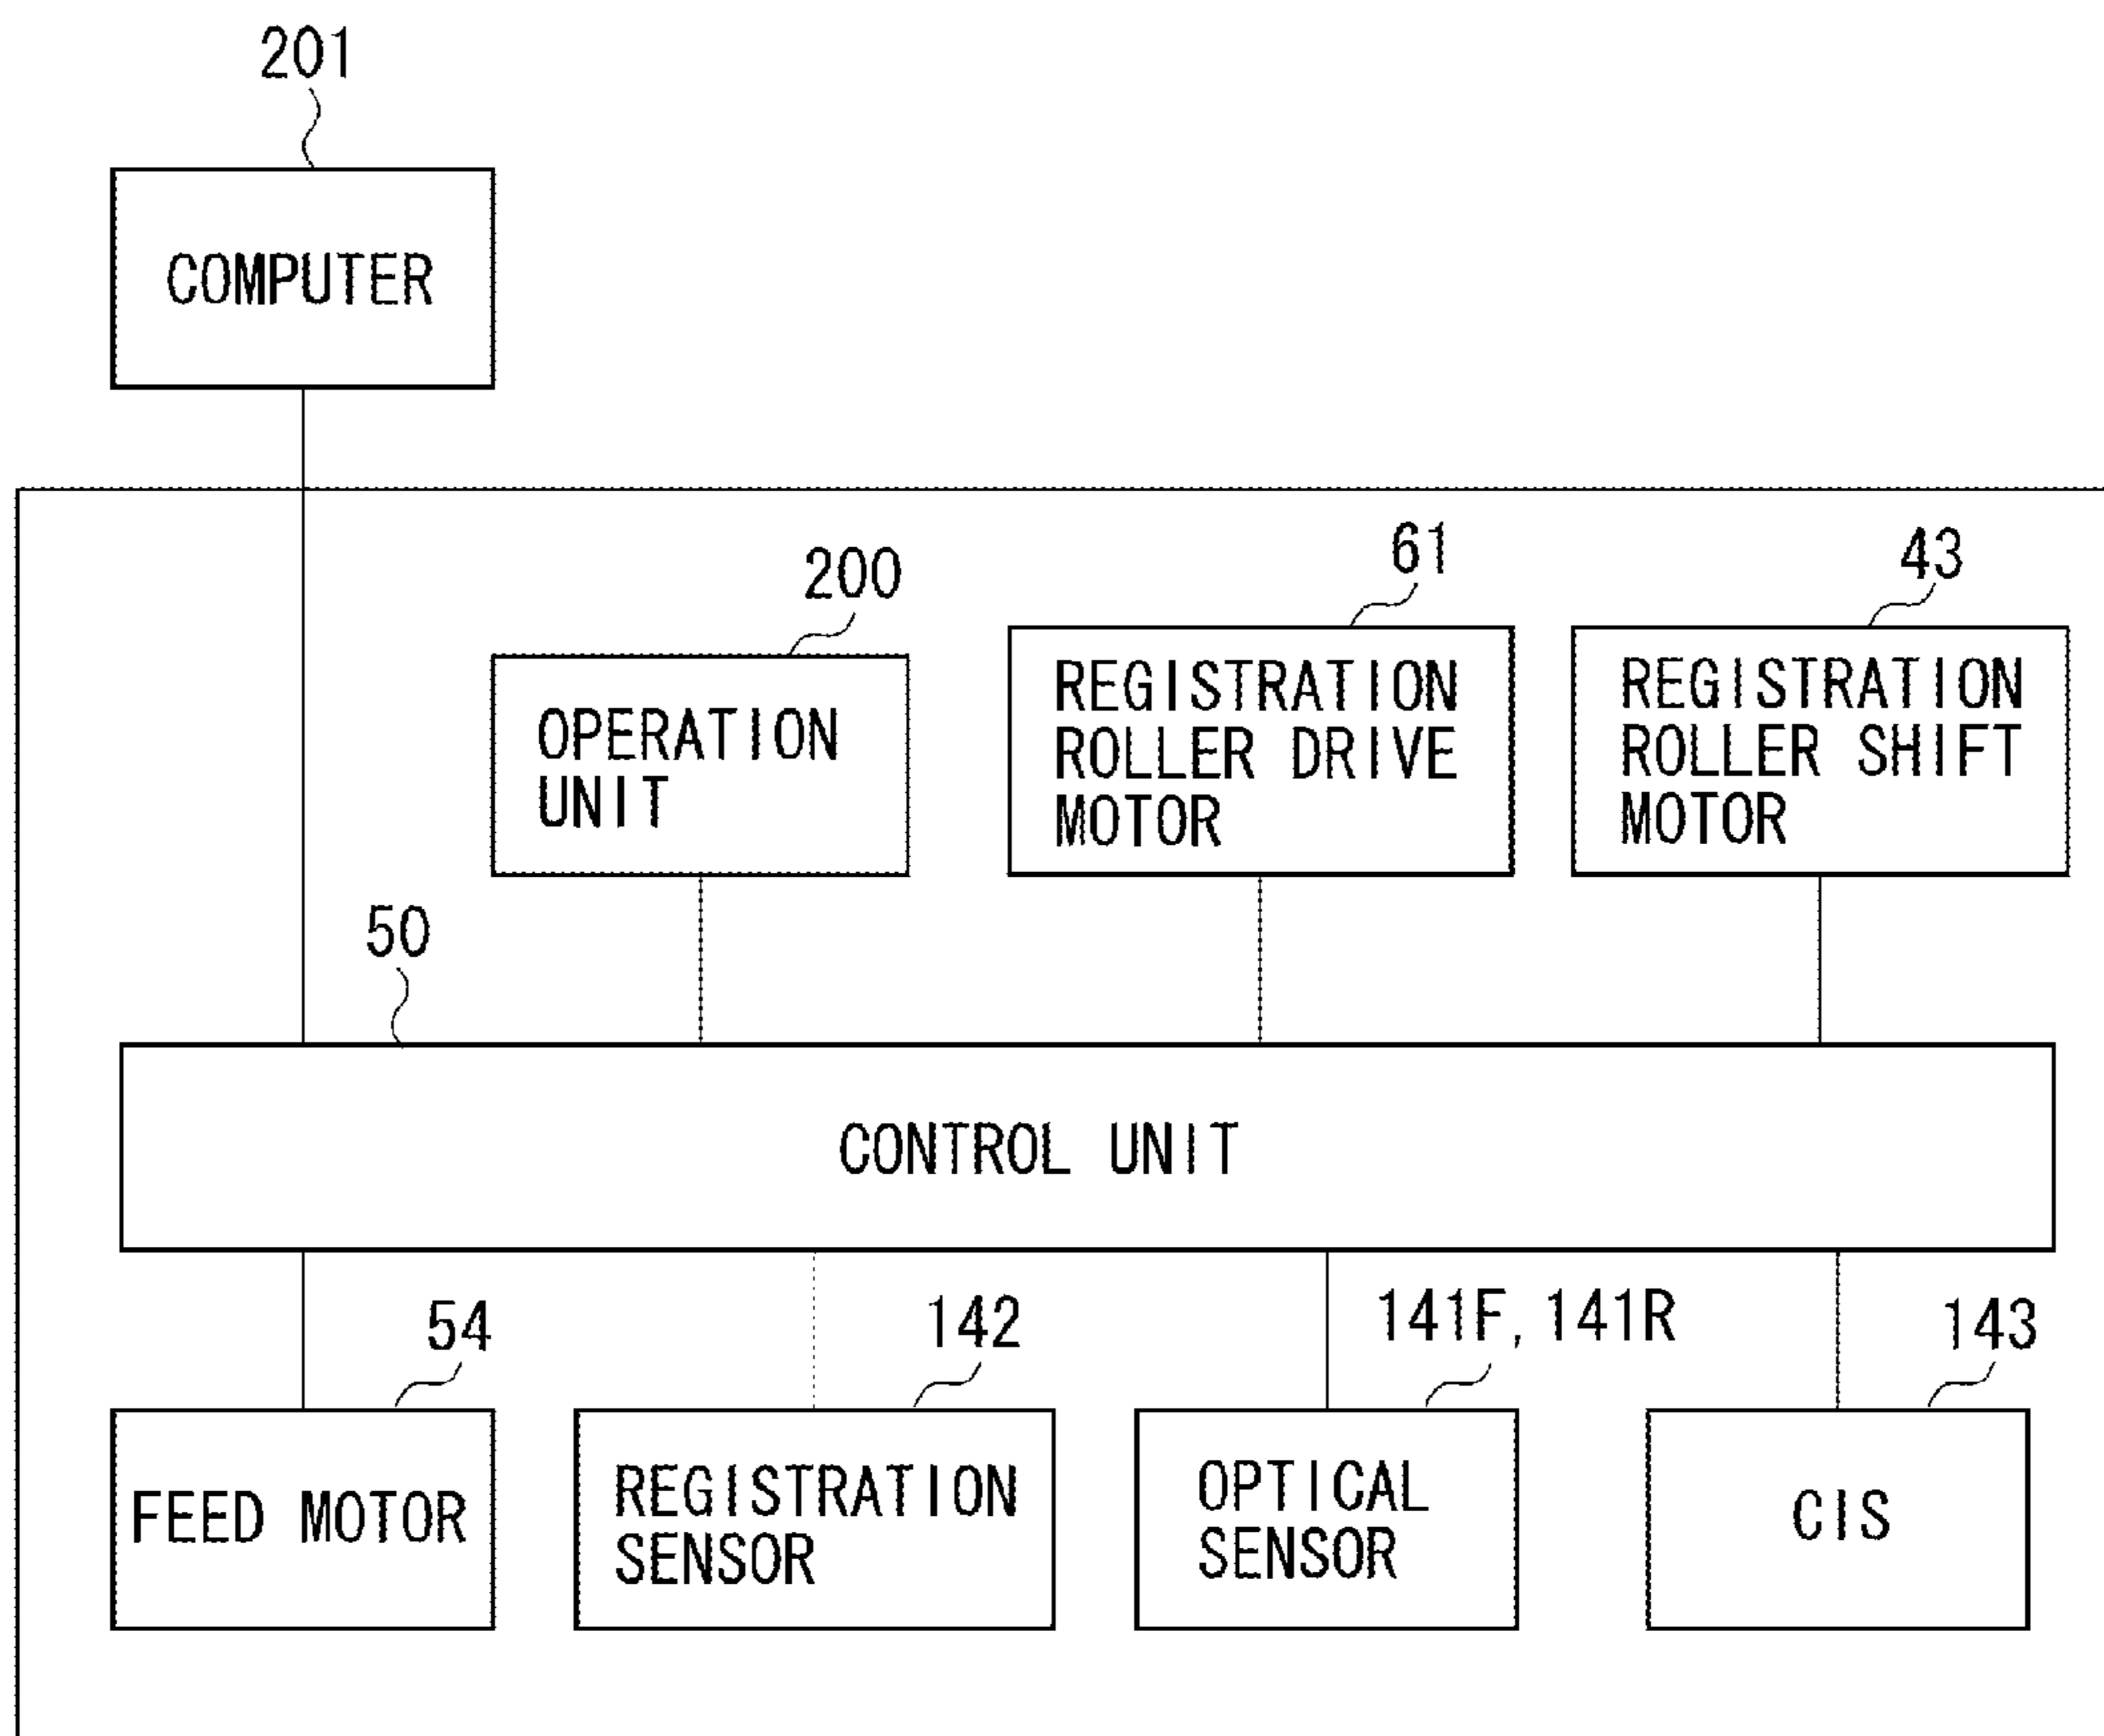 201
COMPUTER
200
61
43
OPERATION
UNIT
REGISTRATION
ROLLER DRIVE
MOTOR
REGISTRATION
ROLLER SHIFT
MOTOR
50
CONTROL UNIT
54
142
141F, 141R
143
FEED MOTOR
REGISTRATION
SENSOR
OPTICAL
SENSOR
CIS